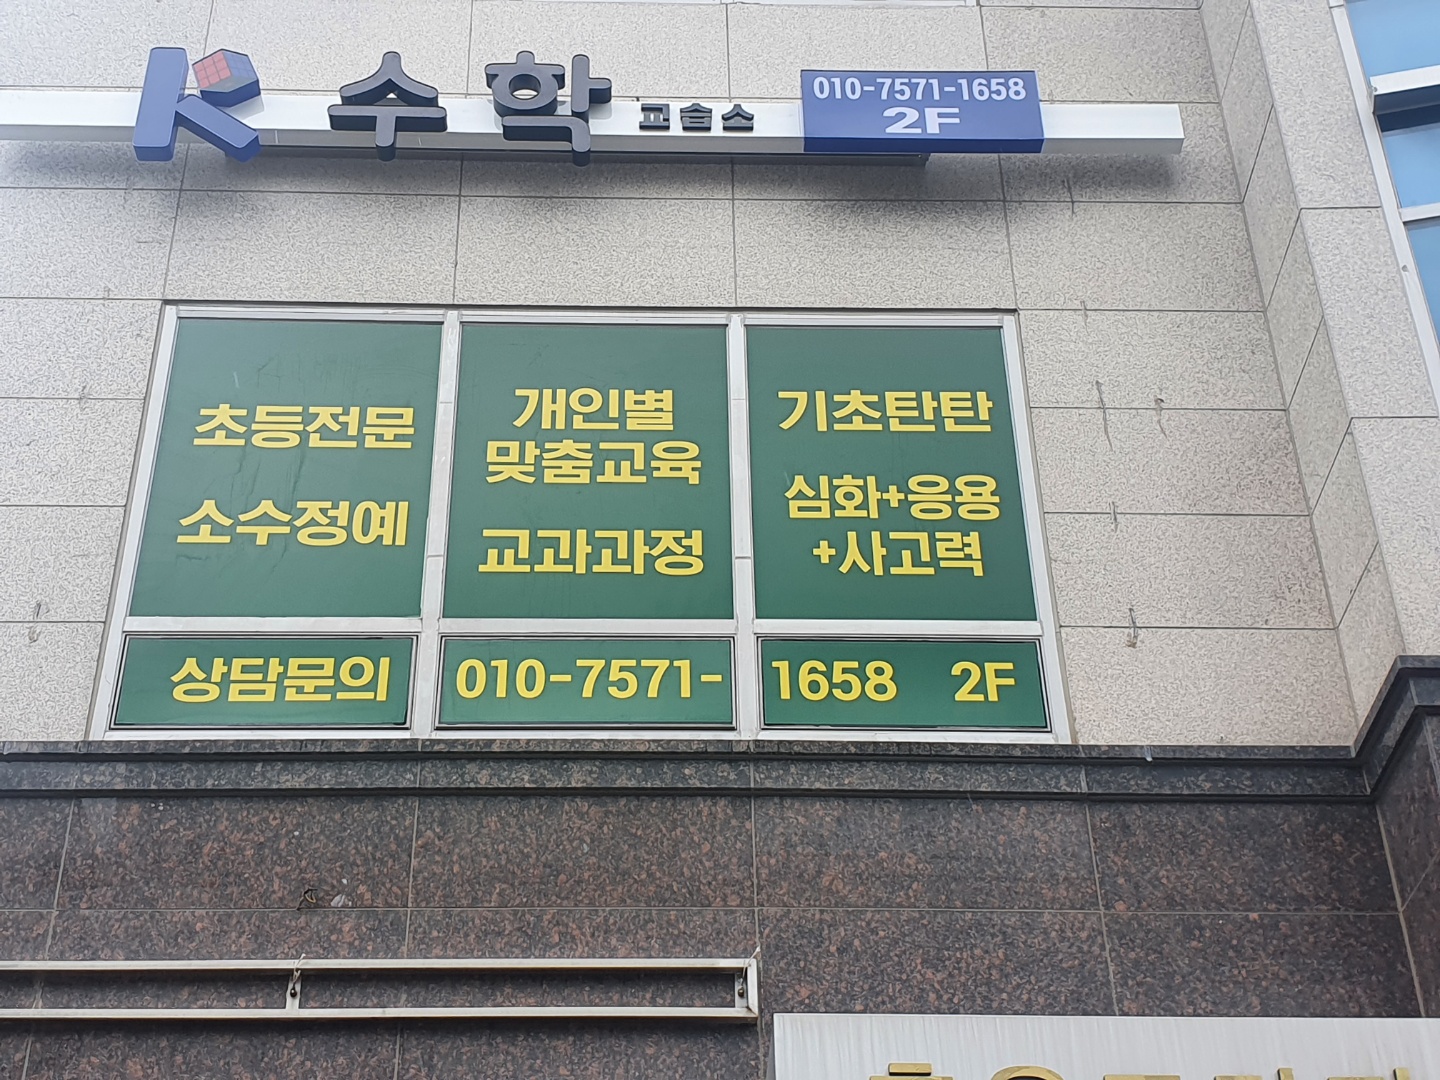 K수학 교습소
010-7571-1658
2F
초등전문
소수정예
개인별
맞춤교육
교과과정
기초탄탄
심화+응용
+사고력
상담문의 010-7571-1658 2F